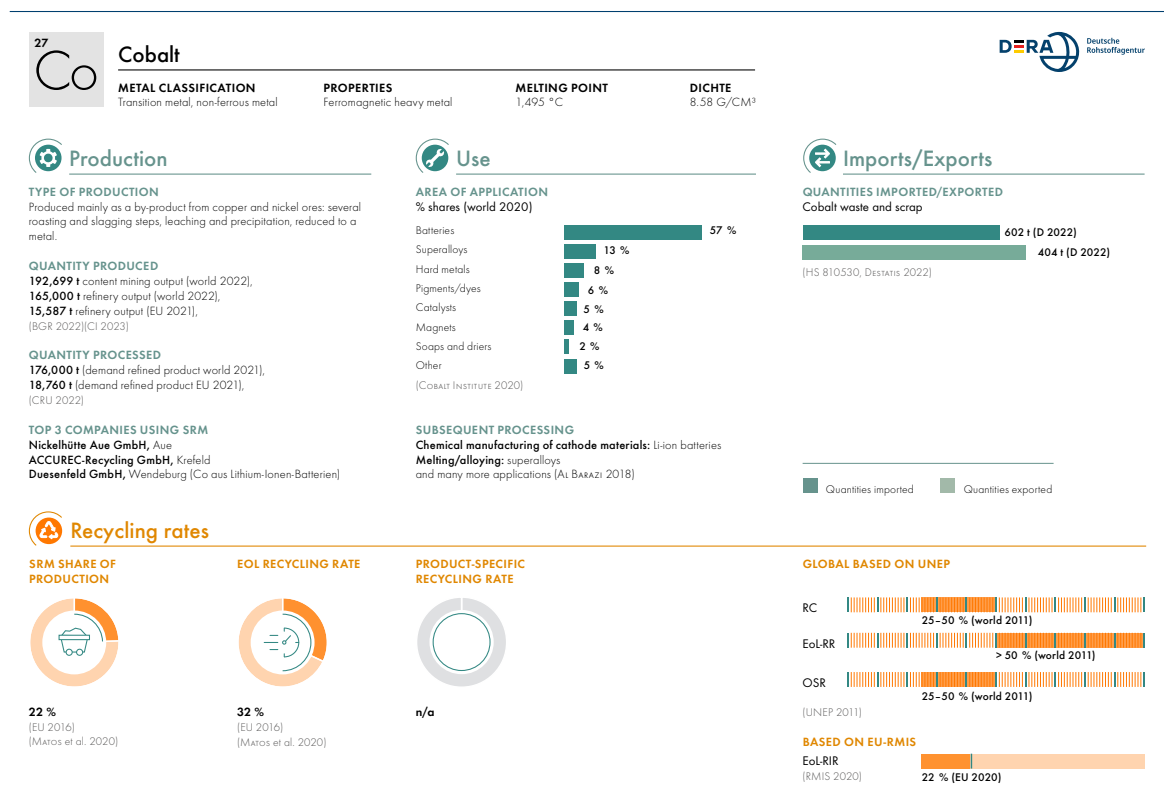 27
Co
Cobalt
DERA Deutsche
Rohstoffagentur
METAL CLASSIFICATION
Transition metal, non-ferrous metal
PROPERTIES
Ferromagnetic heavy metal
MELTING POINT
1,495 °C
DICHTE
8.58 G/CM³
Production
TYPE OF PRODUCTION
Produced mainly as a by-product from copper and nickel ores: several
roasting and slagging steps, leaching and precipitation, reduced to a
metal.
QUANTITY PRODUCED
192,699 t content mining output (world 2022),
165,000 t refinery output (world 2022),
15,587 t refinery output (EU 2021),
(BGR 2022)(CI 2023)
QUANTITY PROCESSED
176,000 t (demand refined product world 2021),
18,760 t (demand refined product EU 2021),
(CRU 2022)
TOP 3 COMPANIES USING SRM
Nickelhütte Aue GmbH, Aue
ACCUREC-Recycling GmbH, Krefeld
Duesenfeld GmbH, Wendeburg (Co aus Lithium-Ionen-Batterien)
Use
AREA OF APPLICATION
% shares (world 2020)
Batteries 57 %
Superalloys 13 %
Hard metals 8 %
Pigments/dyes 6 %
Catalysts 5 %
Magnets 4 %
Soaps and driers 2 %
Other 5 %
(Cobalt Institute 2020)
SUBSEQUENT PROCESSING
Chemical manufacturing of cathode materials: Li-ion batteries
Melting/alloying: superalloys
and many more applications (Al Barazi 2018)
Imports/Exports
QUANTITIES IMPORTED/EXPORTED
Cobalt waste and scrap
602 t (D 2022)
404 t (D 2022)
(HS 810530, Destatis 2022)
Quantities imported
Quantities exported
Recycling rates
SRM SHARE OF
PRODUCTION
22 %
(EU 2016)
(Matos et al. 2020)
EOL RECYCLING RATE
32 %
(EU 2016)
(Matos et al. 2020)
PRODUCT-SPECIFIC
RECYCLING RATE
n/a
GLOBAL BASED ON UNEP
RC
25–50 % (world 2011)
EoL-RR
> 50 % (world 2011)
OSR
25–50 % (world 2011)
(UNEP 2011)
BASED ON EU-RMIS
EoL-RIR
(RMIS 2020)
22 % (EU 2020)